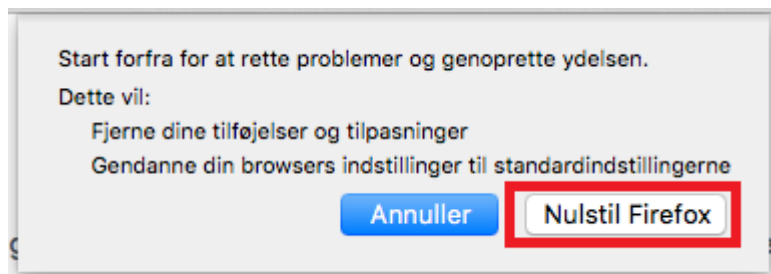 Start forfra for at rette problemer og genoprette ydelsen.
Dette vil:
Fjerne dine tilføjelser og tilpasninger
Gendanne din browsers indstillinger til standardindstillingerne
Annuller
Nulstil Firefox